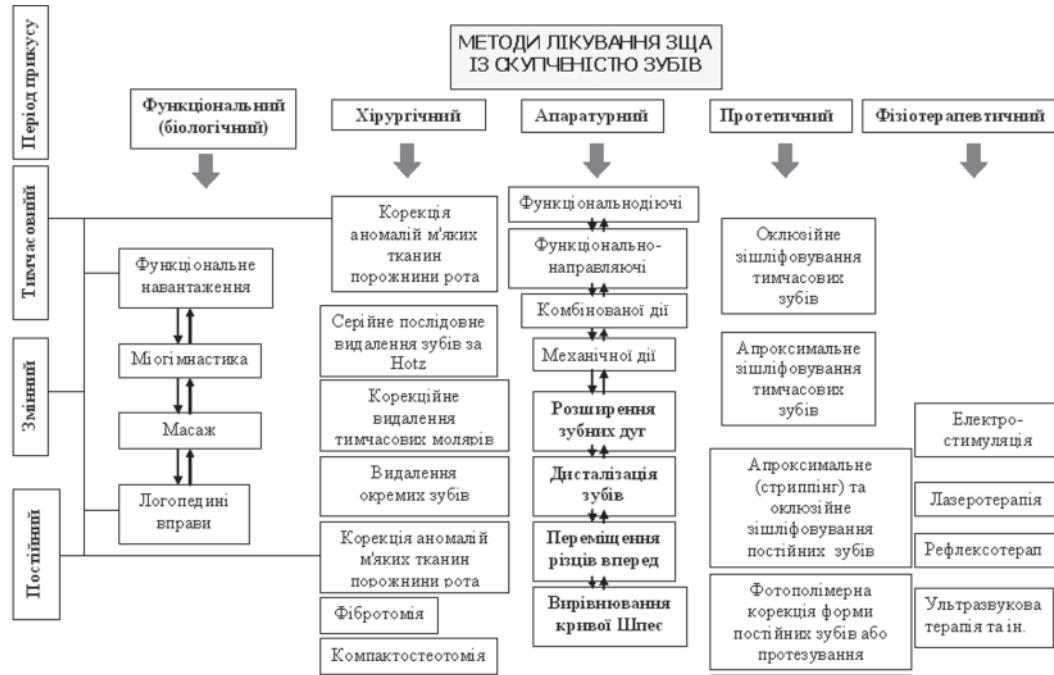 МЕТОДИ ЛІКУВАННЯ ЗЩА
ІЗ СКУПЧЕНІСТЮ ЗУБІВ
Період прикусу
Функціональний
(біологічний)
Хірургічний
Апаратурний
Протетичний
Фізіотерапевтичний
Тимчасовий
Змінний
Постійний
Функціональне
навантаження
Міогімнастика
Масаж
Логопедині
вправи
Корекція
аномалій м'яких
тканин
порожнини рота
Серійне послідовне
видалення зубів за
Hotz
Корекційне
видалення
тимчасових молярів
Видалення
окремих зубів
Корекція аномалій
м'яких тканин
порожнини рота
Фібротомія
Компактостеотомія
Функціональнодіючі
Функціонально-
направляючі
Комбінованої дії
Механічної дії
Розширення
зубних дуг
Дисталізація
зубів
Переміщення
різців вперед
Вирівнювання
кривої Шпеє
Оклюзійне
зішліфовування
тимчасових
зубів
Апроксимальне
зішліфовування
тимчасових
зубів
Апроксимальне
(стриппінг) та
оклюзійне
зішліфовування
постійних зубів
Фотополімерна
корекція форми
постійних зубів або
протезування
Електро-
стимуляція
Лазеротерапія
Рефлексотерап
Ультразвукова
терапія та ін.